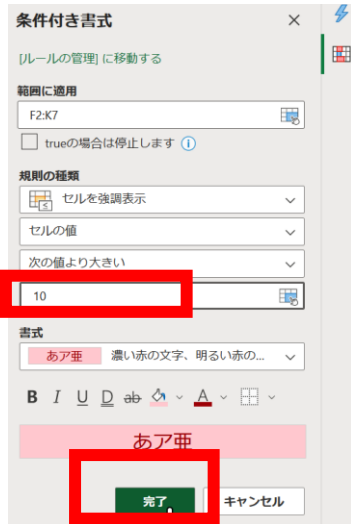 条件付き書式
[ルールの管理] に移動する
範囲に適用
F2:K7
trueの場合は停止します
規則の種類
セルを強調表示
セルの値
次の値より大きい
10
書式
あア亜 濃い赤の文字、明るい赤の...
B I U D ab A
あア亜
完了 キャンセル